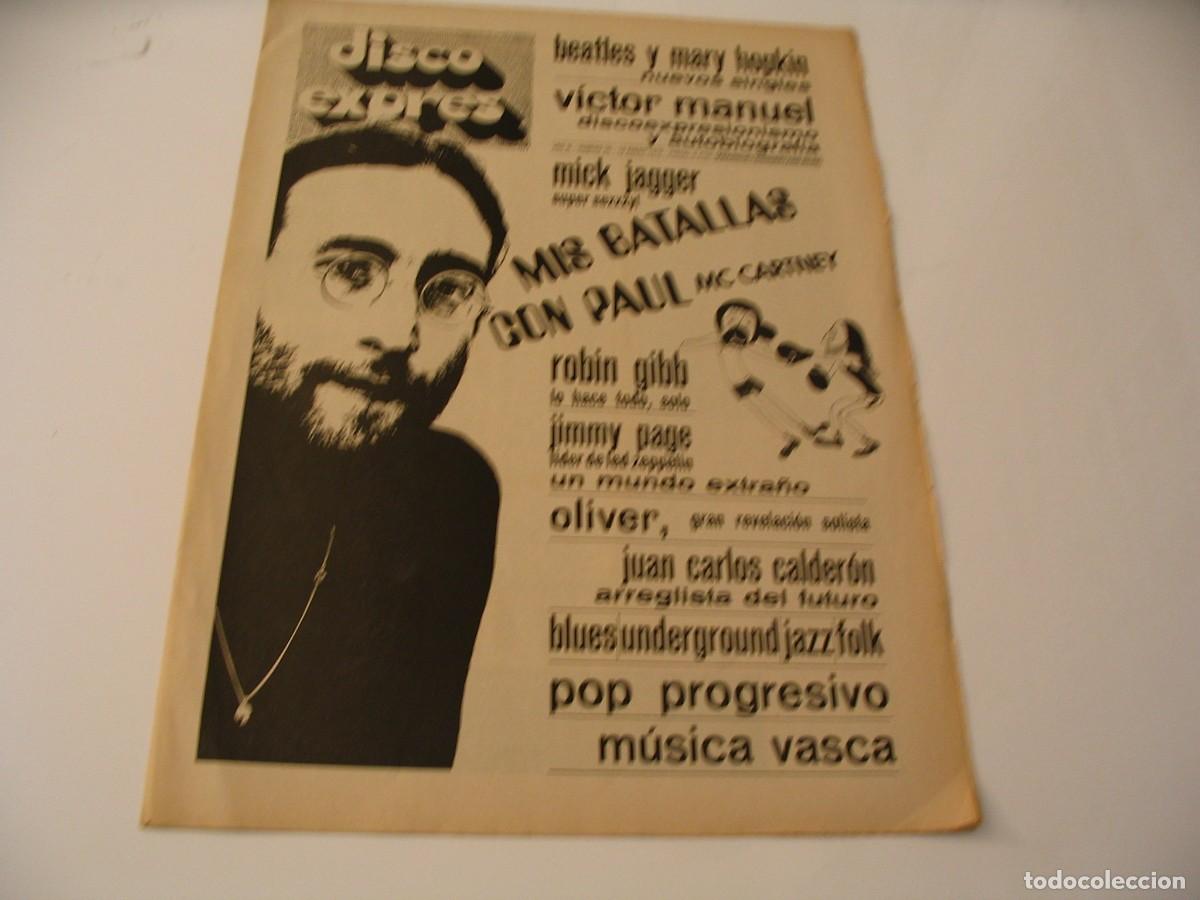 disco
expres
beatles y mary hopkin
nuevos singles
víctor manuel
discoexpresionismo
y autobiografía
mick jagger
super sexxzy!
MIS BATALLAS
CON PAUL MC CARTNEY
robin gibb
lo hace todo, solo
jimmy page
líder de led zeppelin
un mundo extraño
oliver, gran revelación solista
juan carlos calderón
arreglista del futuro
blues underground jazz folk
pop progresivo
música vasca
todocoleccion